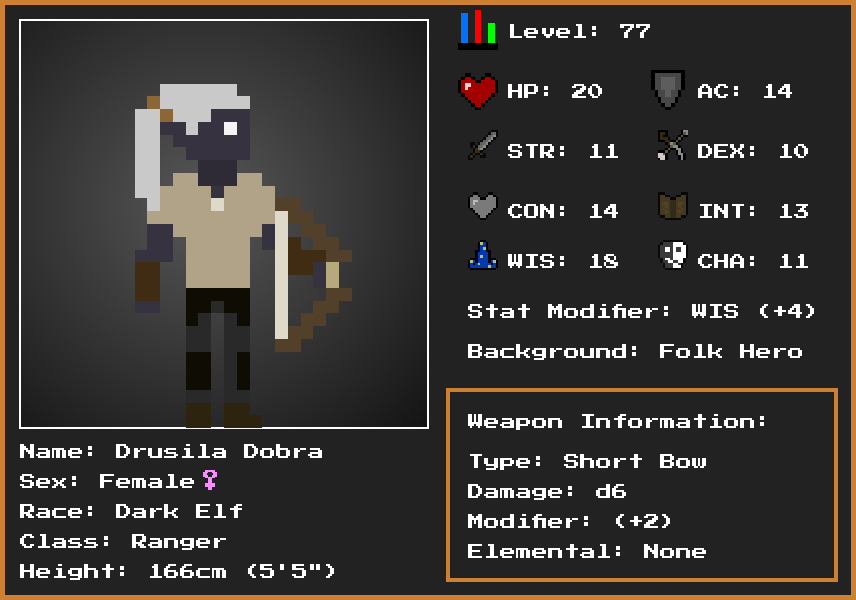 Level: 77
HP: 20 AC: 14
STR: 11 DEX: 10
CON: 14 INT: 13
WIS: 18 CHA: 11
Stat Modifier: WIS (+4)
Background: Folk Hero
Weapon Information:
Type: Short Bow
Damage: d6
Modifier: (+2)
Elemental: None
Name: Drusila Dobra
Sex: Female♀
Race: Dark Elf
Class: Ranger
Height: 166cm (5'5")